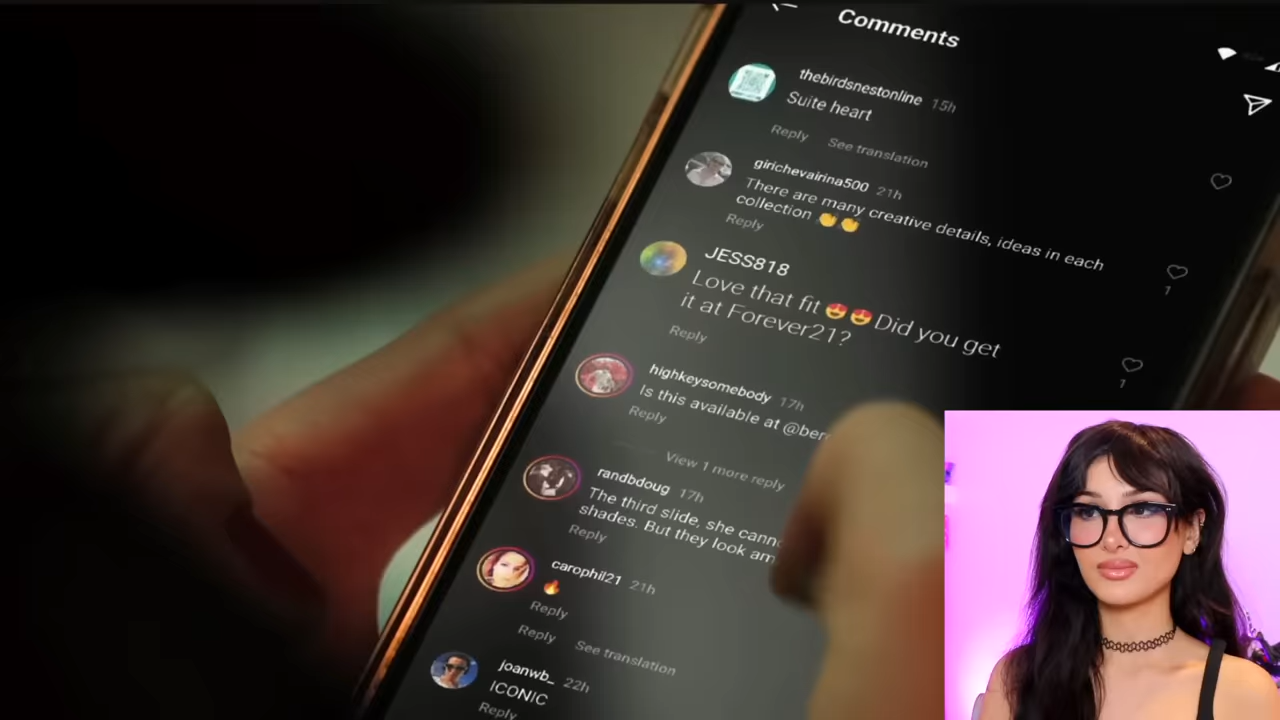 Comments
thebirdsnestonline 15h
Suite heart
Reply See translation
girichevairina500 21h
There are many creative details, ideas in each
collection 👏👏
Reply
1
JESS818
Love that fit😍😍Did you get
it at Forever21?
Reply
1
highkeysomebody 17h
Is this available at
Reply
View 1 more reply
randbdoug 17h
The third slide, she
shades. But they look
Reply
carophil21 21h
🔥
Reply
Reply See translation
joanwb_ 22h
ICONIC
Reply